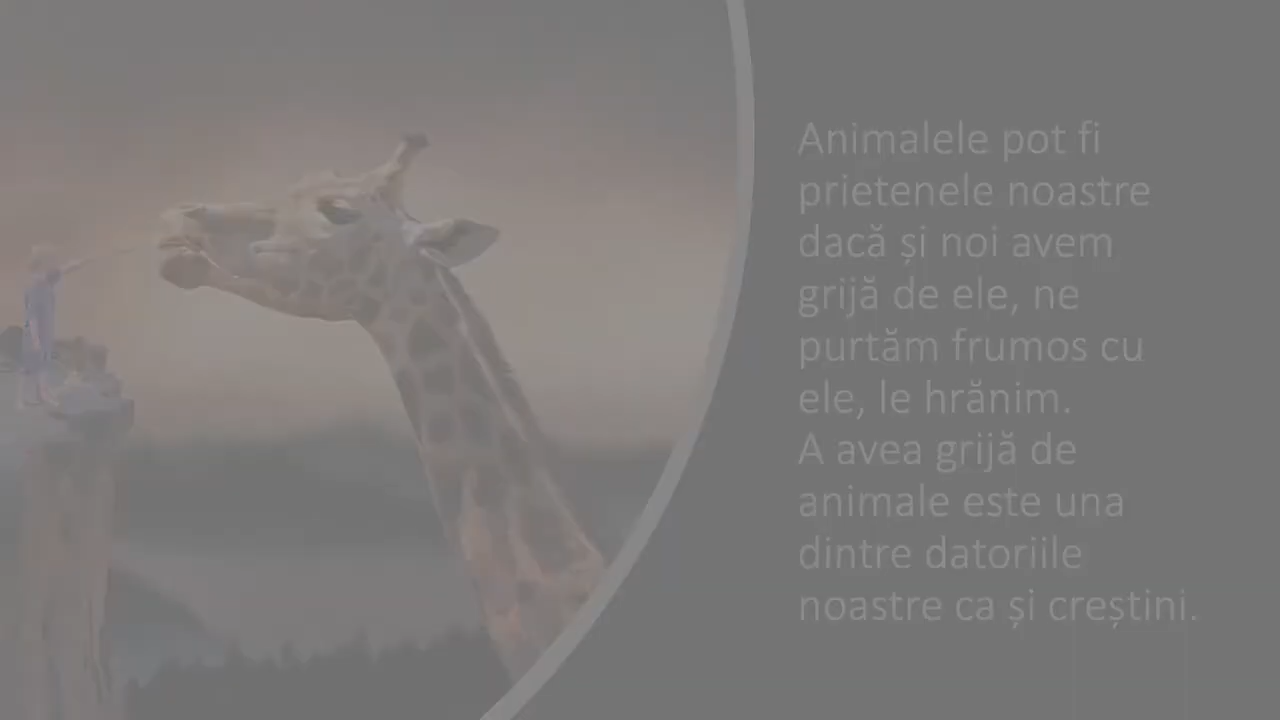 Animalele pot fi
prietenele noastre
dacă și noi avem
grijă de ele, ne
purtăm frumos cu
ele, le hrănim.
A avea grijă de
animale este una
dintre datoriile
noastre ca și creștini.